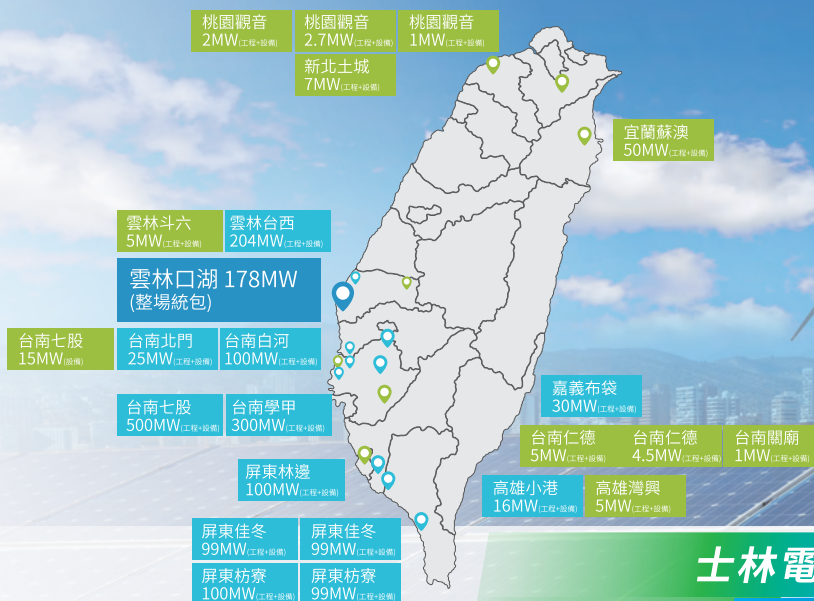 桃園觀音
2MW(工程+設備)
桃園觀音
2.7MW(工程+設備)
桃園觀音
1MW(工程+設備)
新北土城
7MW(工程+設備)
宜蘭蘇澳
50MW(工程+設備)
雲林斗六
5MW(工程+設備)
雲林台西
204MW(工程+設備)
雲林口湖 178MW
(整場統包)
台南七股
15MW(設備)
台南北門
25MW(工程+設備)
台南白河
100MW(工程+設備)
台南七股
500MW(工程+設備)
台南學甲
300MW(工程+設備)
嘉義布袋
30MW(工程+設備)
台南仁德
5MW(工程+設備)
台南仁德
4.5MW(工程+設備)
台南關廟
1MW(工程+設備)
屏東林邊
100MW(工程+設備)
高雄小港
16MW(工程+設備)
高雄灣興
5MW(工程+設備)
屏東佳冬
99MW(工程+設備)
屏東佳冬
99MW(工程+設備)
屏東枋寮
100MW(工程+設備)
屏東枋寮
99MW(工程+設備)
士林電